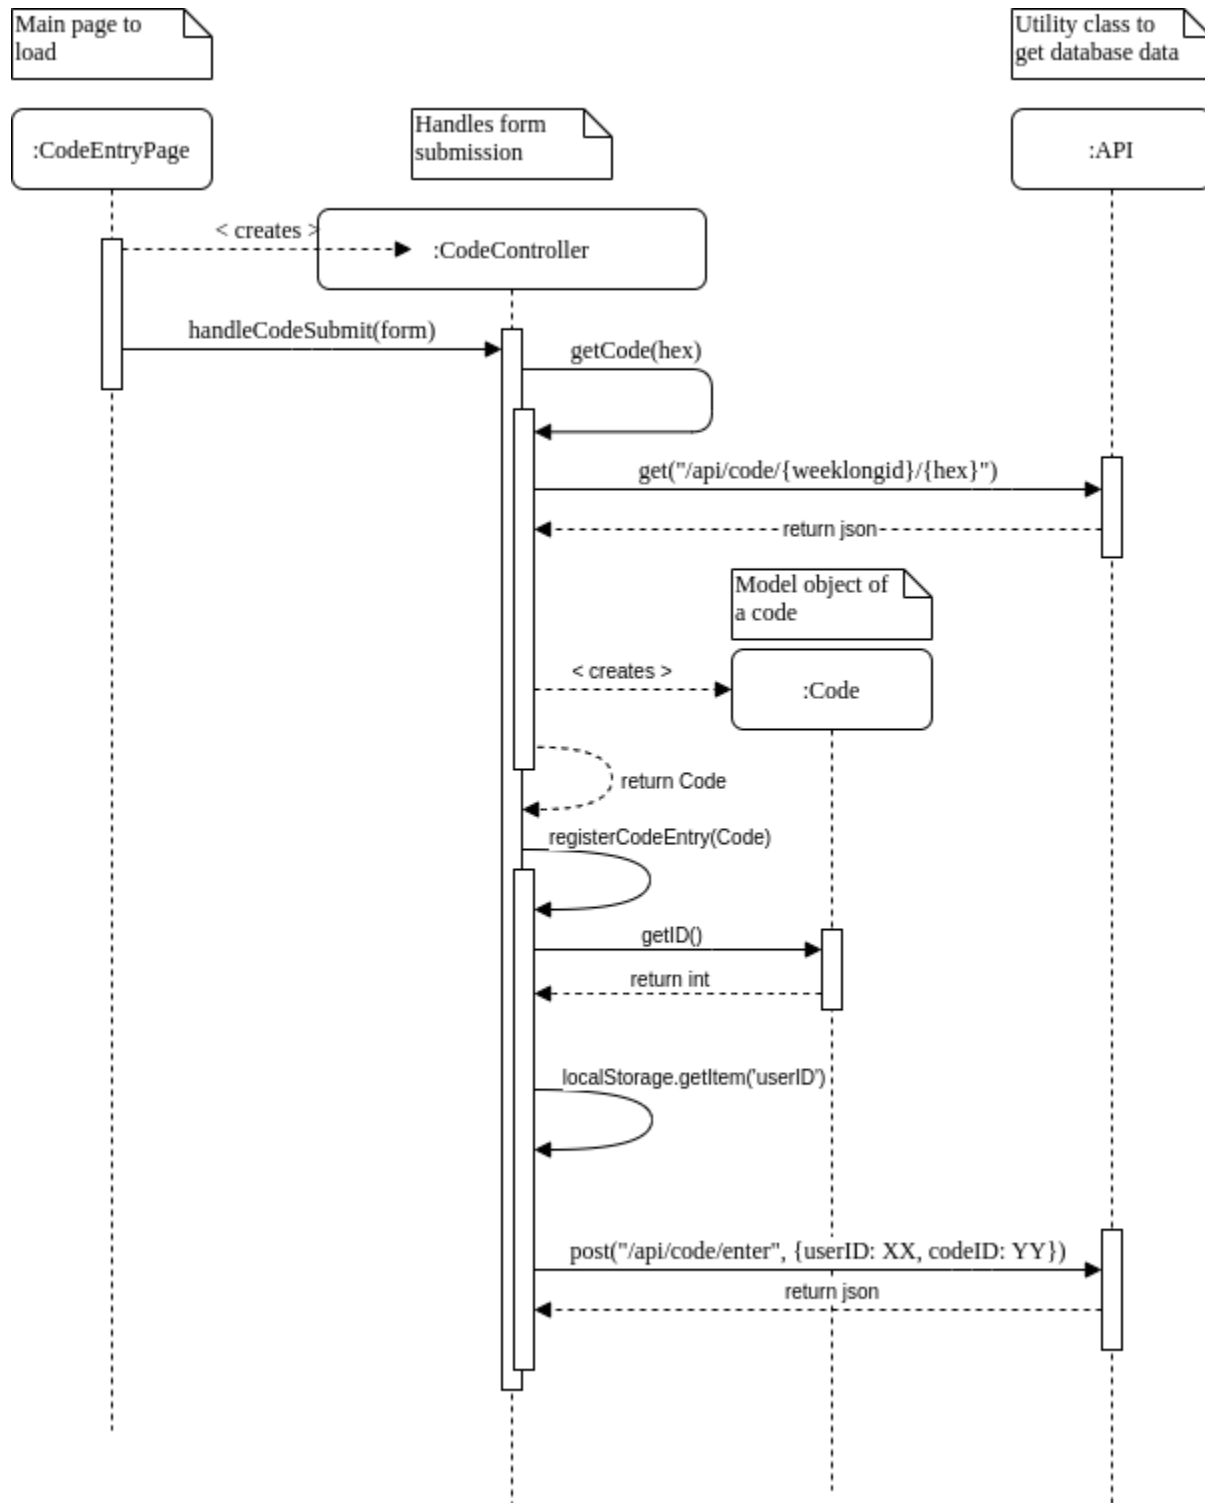 Main page to
load
Utility class to
get database data
:CodeEntryPage
Handles form
submission
:API
< creates >
:CodeController
handleCodeSubmit(form)
getCode(hex)
get("/api/code/{weeklongid}/{hex}")
return json
Model object of
a code
< creates >
:Code
return Code
registerCodeEntry(Code)
getID()
return int
localStorage.getItem('userID')
post("/api/code/enter", {userID: XX, codeID: YY})
return json